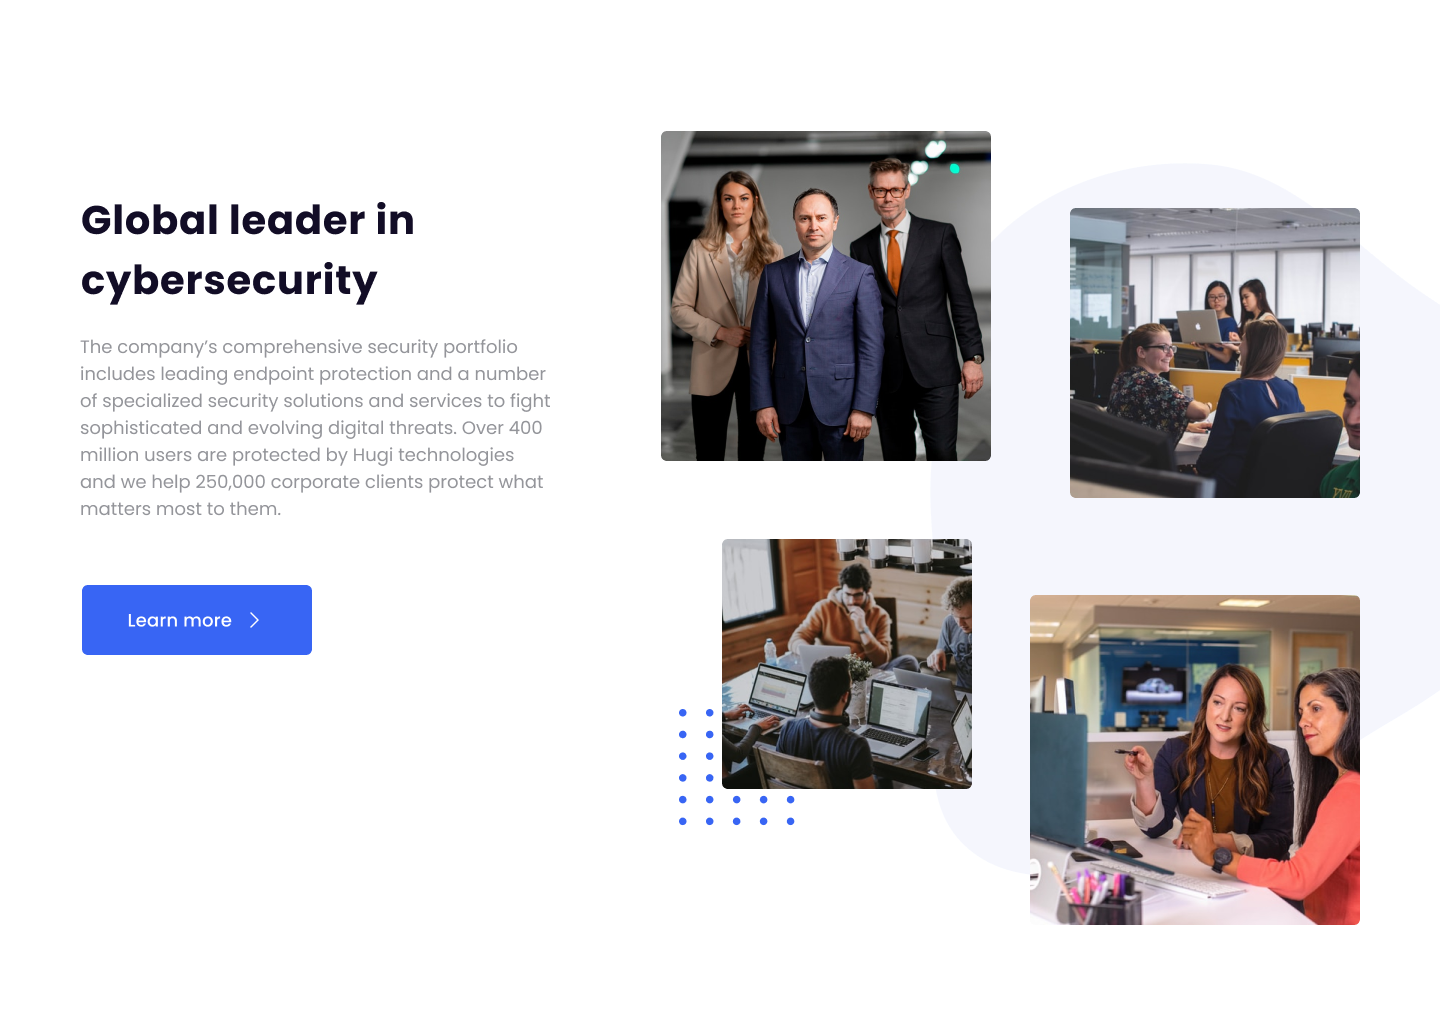 Global leader in
cybersecurity
The company’s comprehensive security portfolio
includes leading endpoint protection and a number
of specialized security solutions and services to fight
sophisticated and evolving digital threats. Over 400
million users are protected by Hugi technologies
and we help 250,000 corporate clients protect what
matters most to them.
Learn more